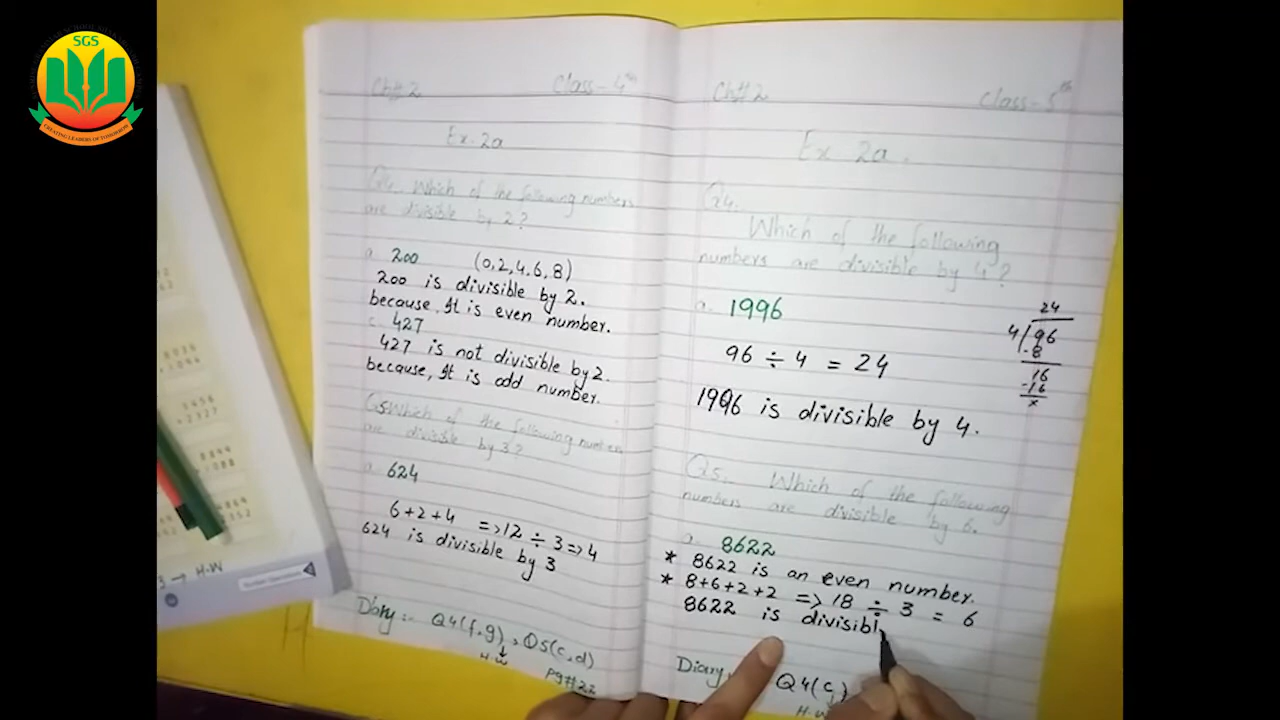 SGS
CREATING LEADERS OF TOMORROW
Ch# 2 Class-4th
Ex. 2a
Q4. Which of the following numbers
are divisible by 2?
a. 200 (0,2,4,6,8)
200 is divisible by 2.
because, It is even number.
c. 427
427 is not divisible by 2.
because, It is odd number.
Q5. Which of the following numbers
are divisible by 3?
a. 624
6+2+4 => 12 ÷ 3 => 4
624 is divisible by 3
Diary:- Q4(f,g), Q5(c,d)
H.W Pg#22
Ch# 2 Class-5th
Ex 2a.
Q4.
Which of the following
numbers are divisible by 4?
a. 1996
96 ÷ 4 = 24
24
4/96
-8
16
-16
x
1996 is divisible by 4.
Q5. Which of the following
numbers are divisible by 6.
a. 8622
* 8622 is an even number.
* 8+6+2+2 => 18 ÷ 3 = 6
8622 is divisibl
Diary:- Q4(c)
H.W
3 → H.W